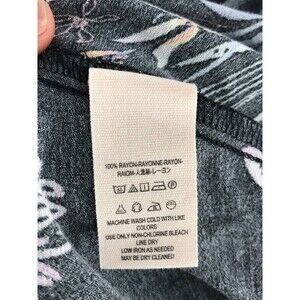 100% RAYON-RAYONNE-RAYON-
RAIOM-人造絲-レーヨン
MACHINE WASH COLD WITH LIKE
COLORS
USE ONLY NON-CHLORINE BLEACH
LINE DRY
LOW IRON AS NEEDED
MAY BE DRY CLEANED